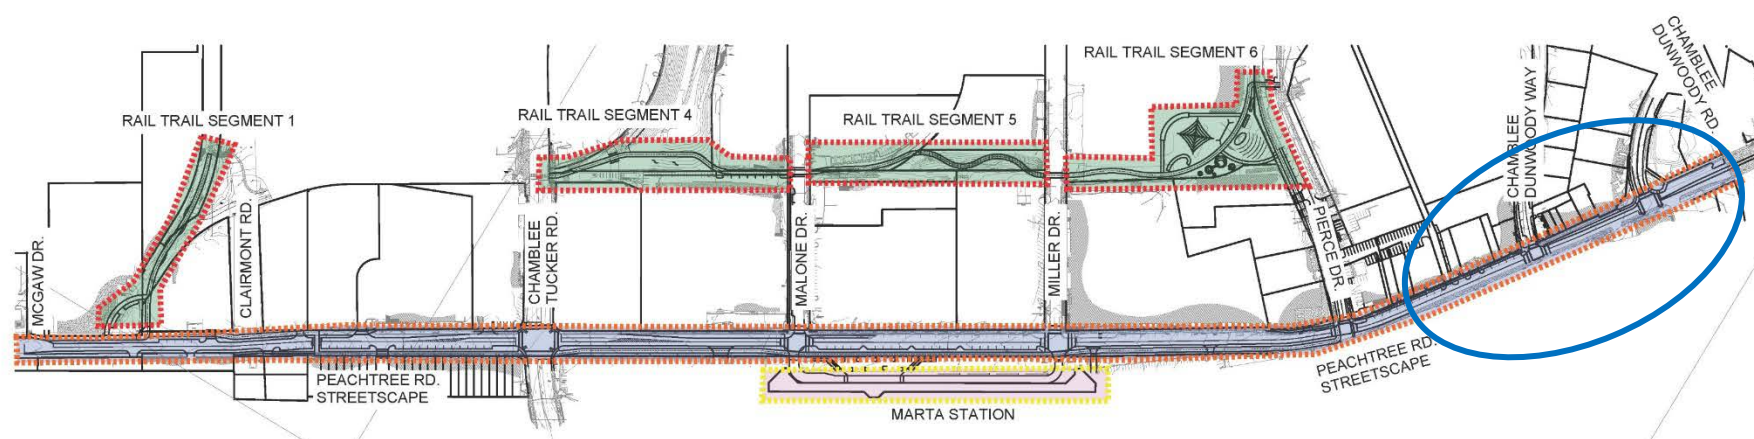 RAIL TRAIL SEGMENT 1
RAIL TRAIL SEGMENT 4
RAIL TRAIL SEGMENT 5
RAIL TRAIL SEGMENT 6
MCGAW DR.
CLAIRMONT RD.
CHAMBLEE
TUCKER RD.
MALONE DR.
MILLER DR.
PIERCE DR.
CHAMBLEE
DUNWOODY WAY
CHAMBLEE
DUNWOODY RD.
PEACHTREE RD.
STREETSCAPE
MARTA STATION
PEACHTREE RD.
STREETSCAPE